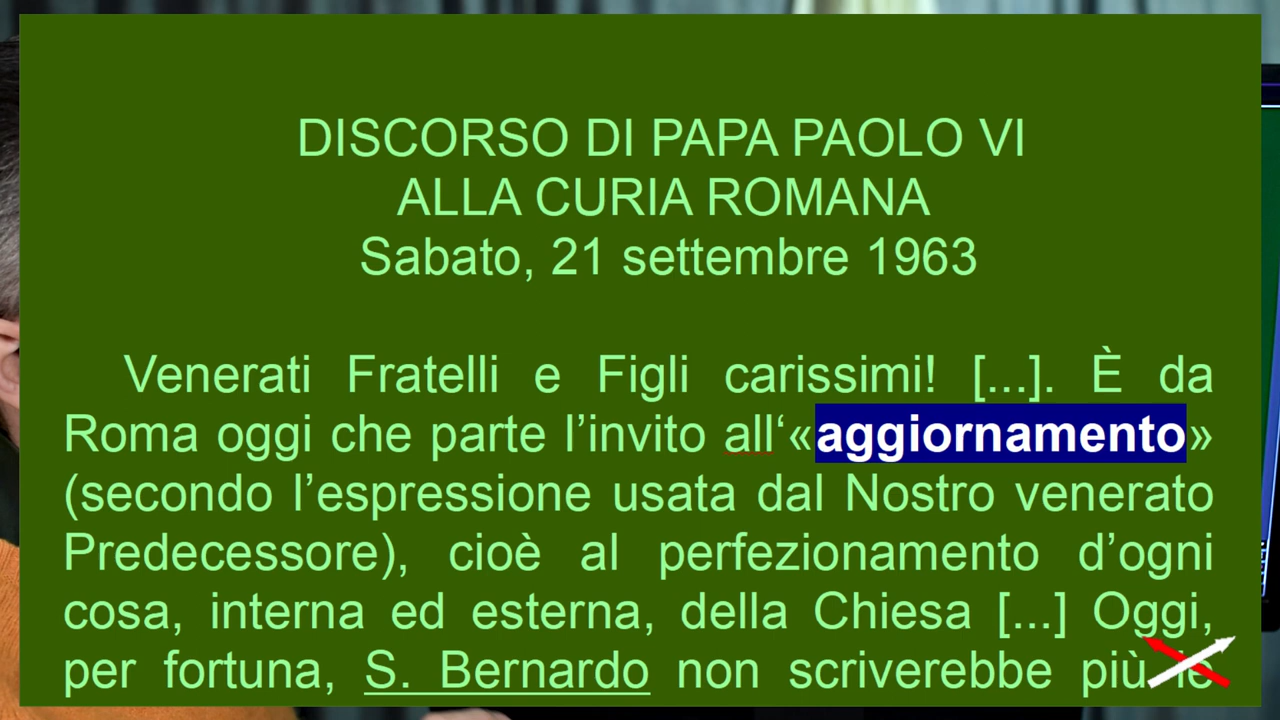 DISCORSO DI PAPA PAOLO VI
ALLA CURIA ROMANA
Sabato, 21 settembre 1963
Venerati Fratelli e Figli carissimi! [...]. È da
Roma oggi che parte l’invito all‘«aggiornamento»
(secondo l’espressione usata dal Nostro venerato
Predecessore), cioè al perfezionamento d’ogni
cosa, interna ed esterna, della Chiesa [...] Oggi,
per fortuna, S. Bernardo non scriverebbe più le